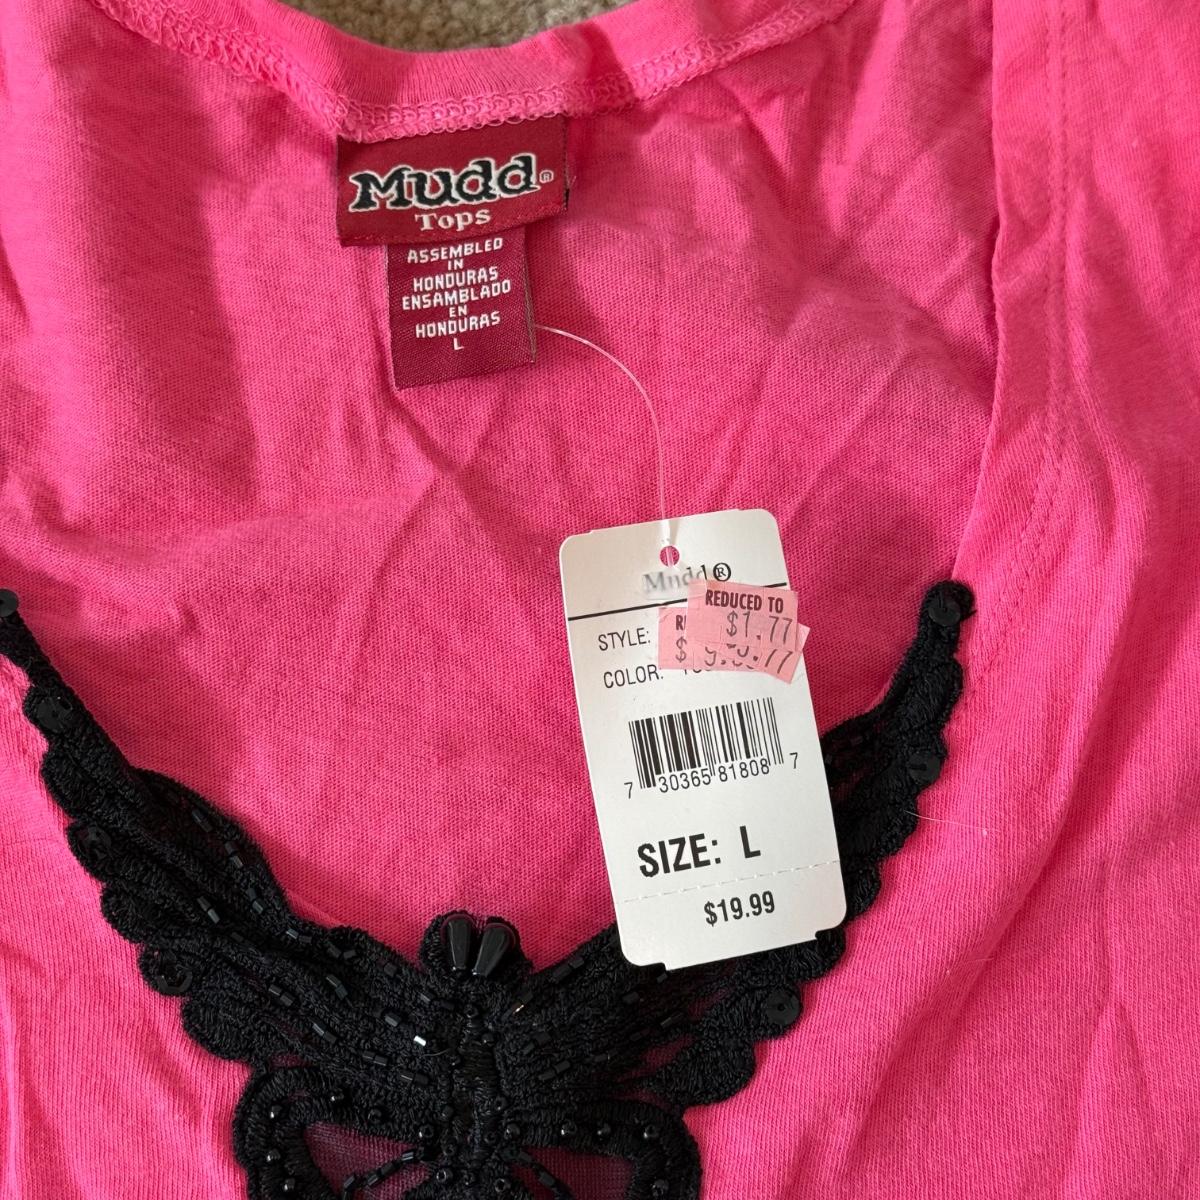 Mudd®
Tops
ASSEMBLED
IN
HONDURAS
ENSAMBLADO
EN
HONDURAS
L
Mudd®
REDUCED TO
$1.77
STYLE:
COLOR:
7 30365 81808 7
SIZE: L
$19.99